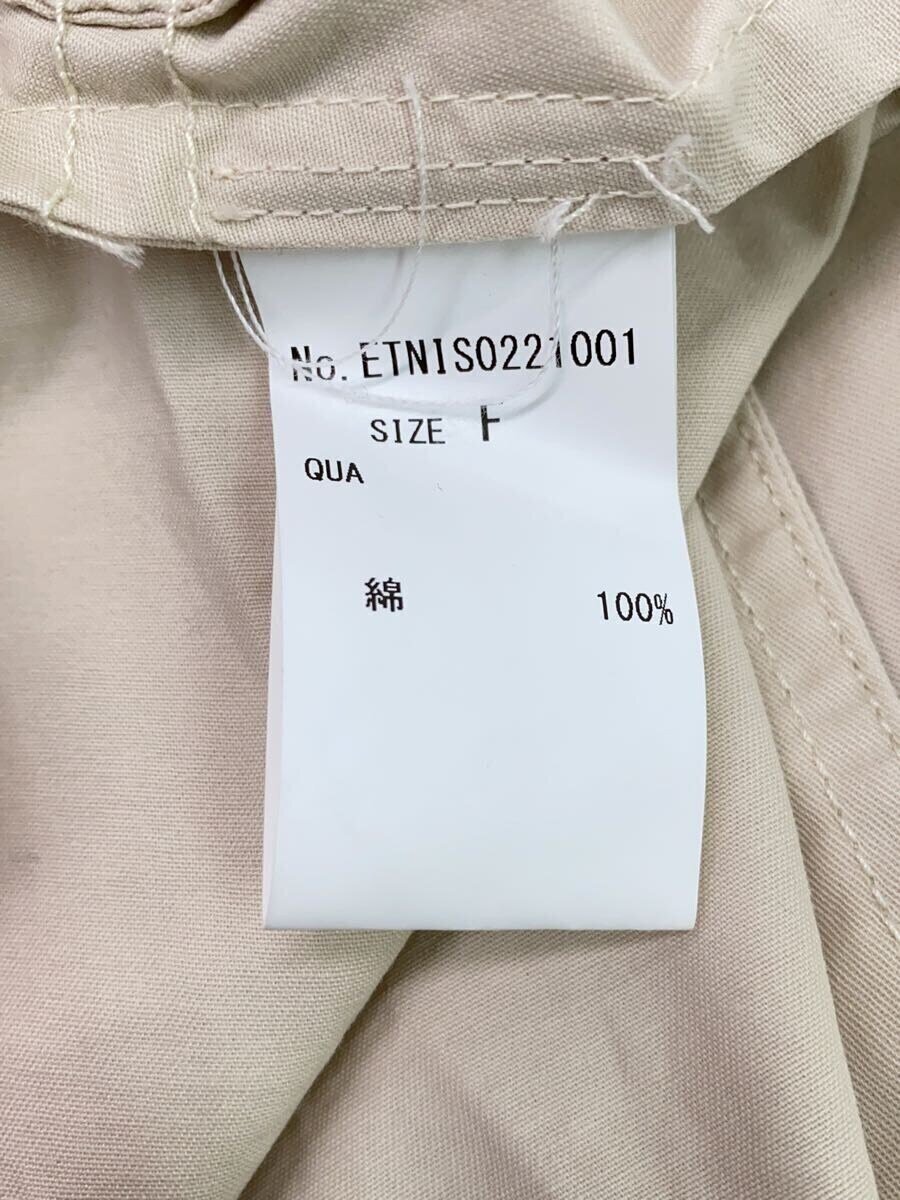 No. ETNIS0221001
SIZE F
QUA
綿 100%